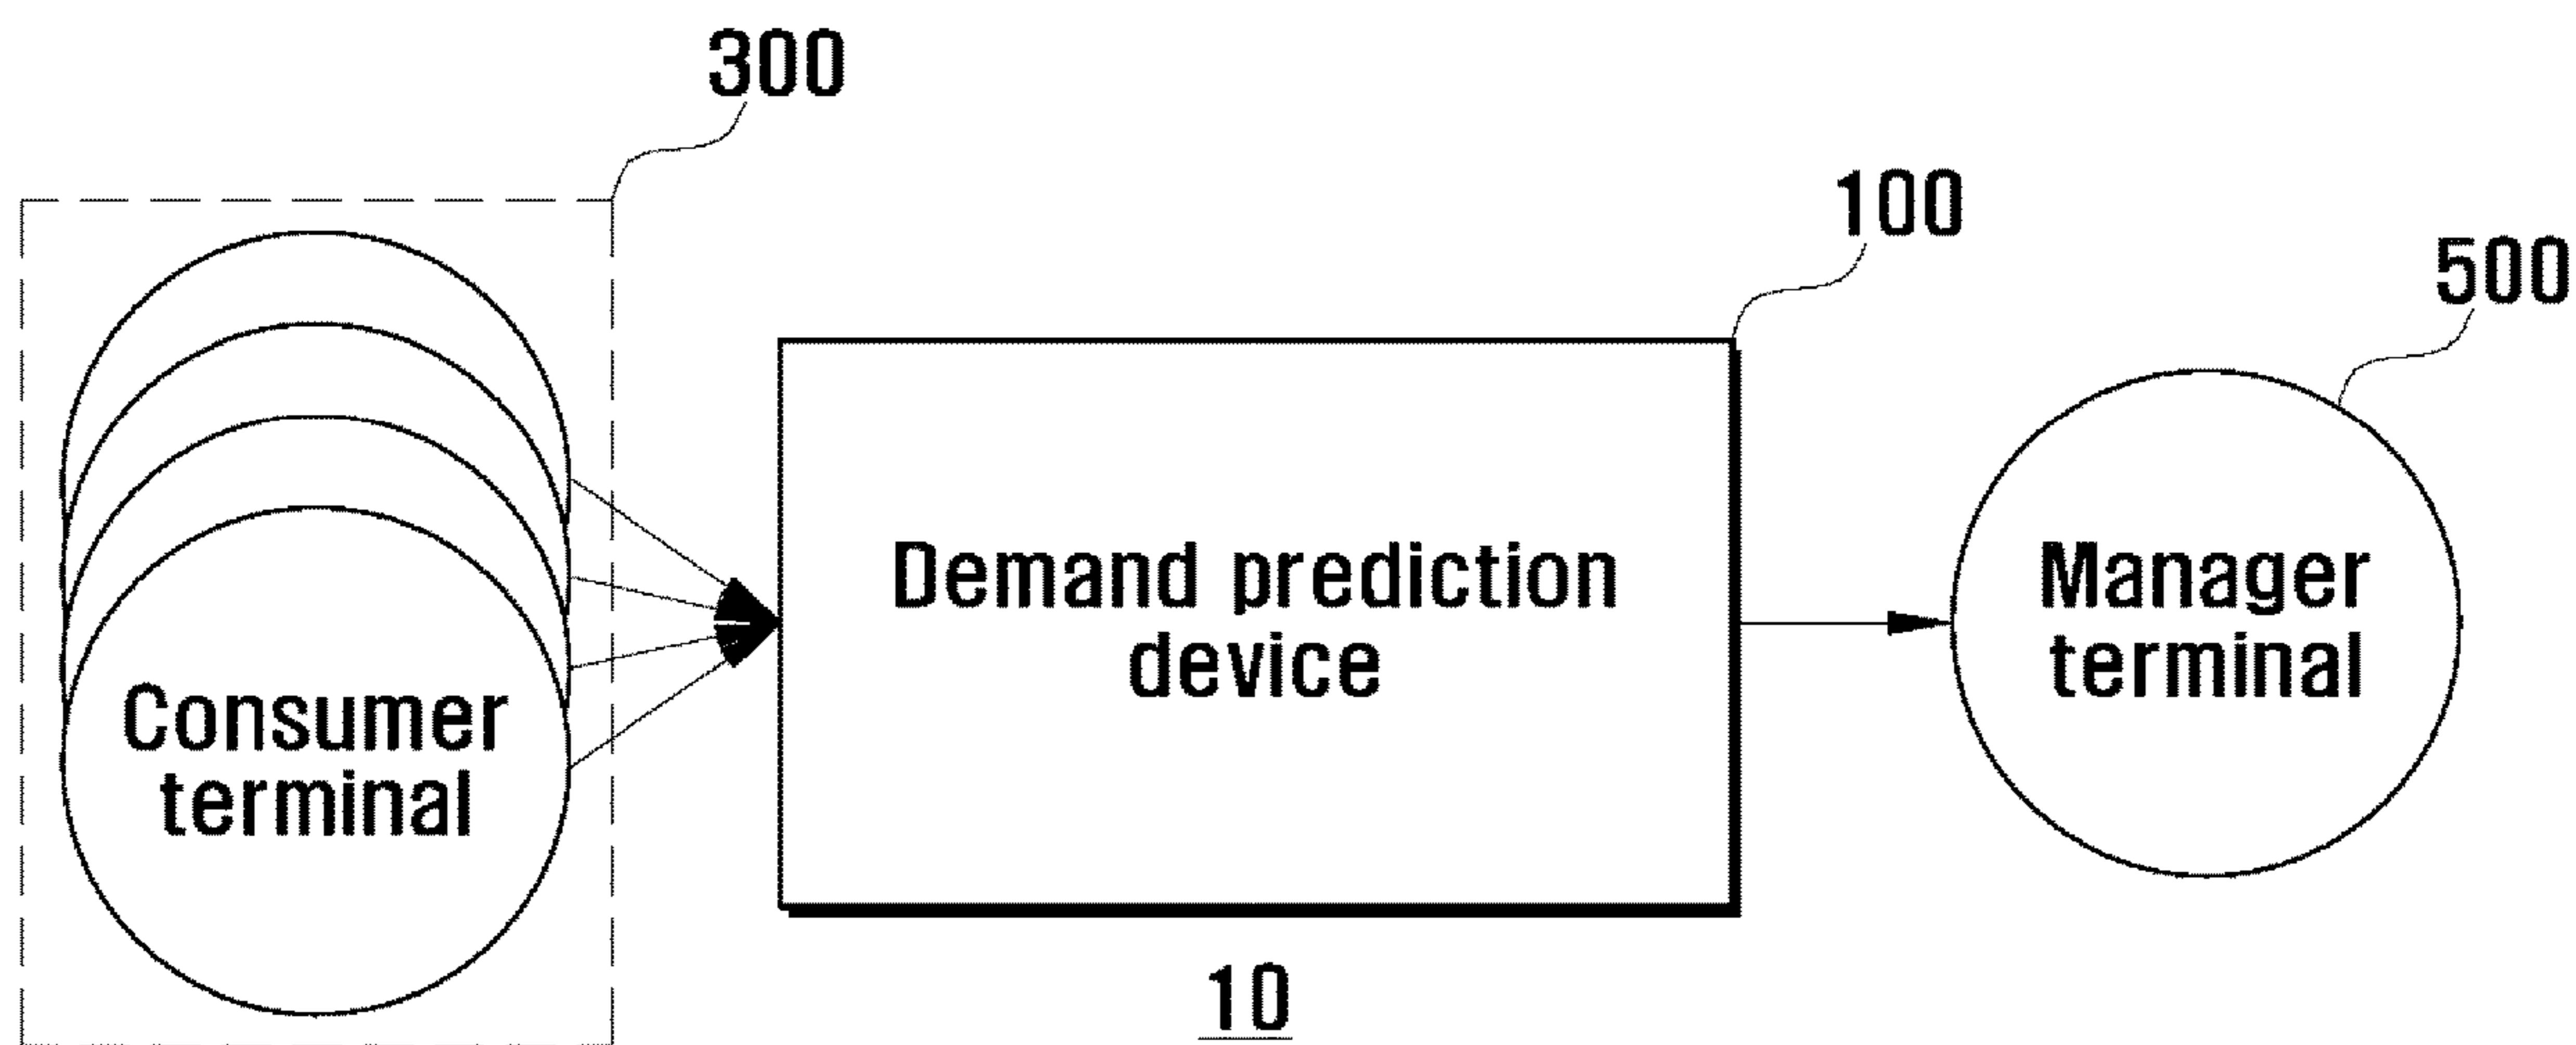 300
100
500
Consumer
terminal
Demand prediction
device
Manager
terminal
10